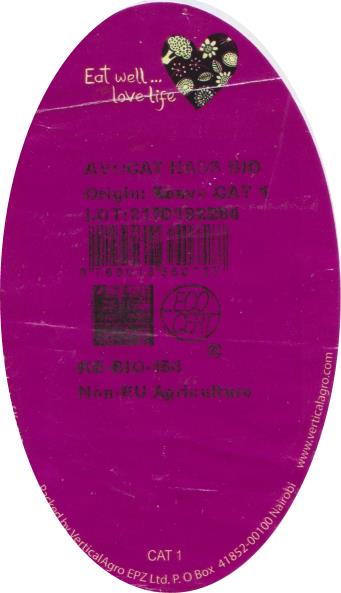 Eat well...
love life
AVOCAT HASS BIO
Origin: Kenya CAT 1
ECO
CERT
KE-BIO-154
Non-EU Agriculture
CAT 1
Packed by VerticalAgro EPZ Ltd. P. O Box 41852-00100 Nairobi www.verticalagro.com